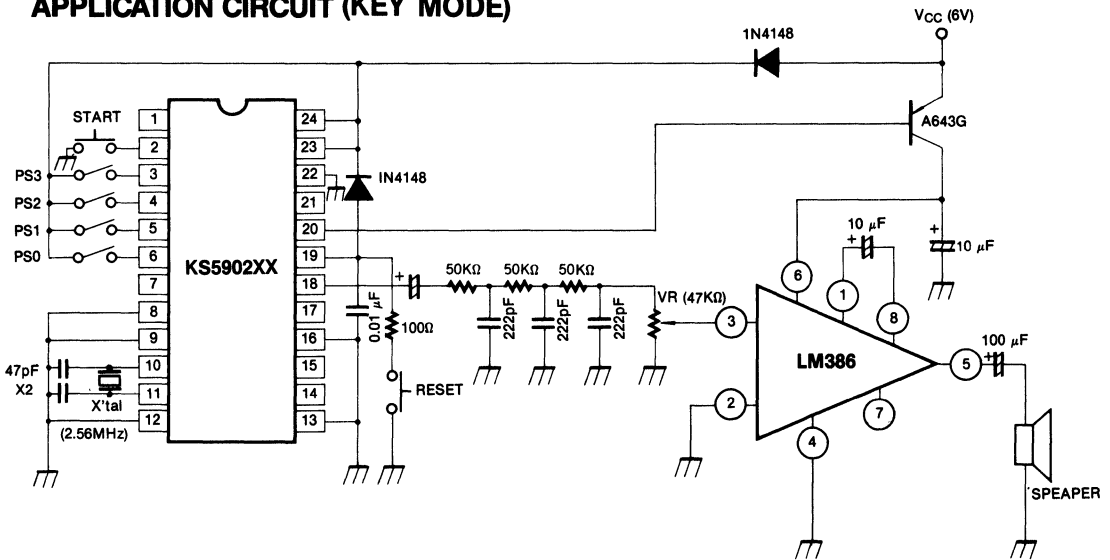 APPLICATION CIRCUIT (KEY MODE)
VCC (6V)
1N4148
A643G
START
1
2
3
4
5
6
7
8
9
10
11
12
24
23
22
21
20
19
18
17
16
15
14
13
PS3
PS2
PS1
PS0
KS5902XX
IN4148
+
50KΩ
50KΩ
50KΩ
0.01 μF
100Ω
222pF
222pF
222pF
VR (47KΩ)
RESET
47pF
X2
X'tal
(2.56MHz)
10 μF
+
+
10 μF
6
1
8
3
2
LM386
5
7
4
100 μF
+
SPEAPER